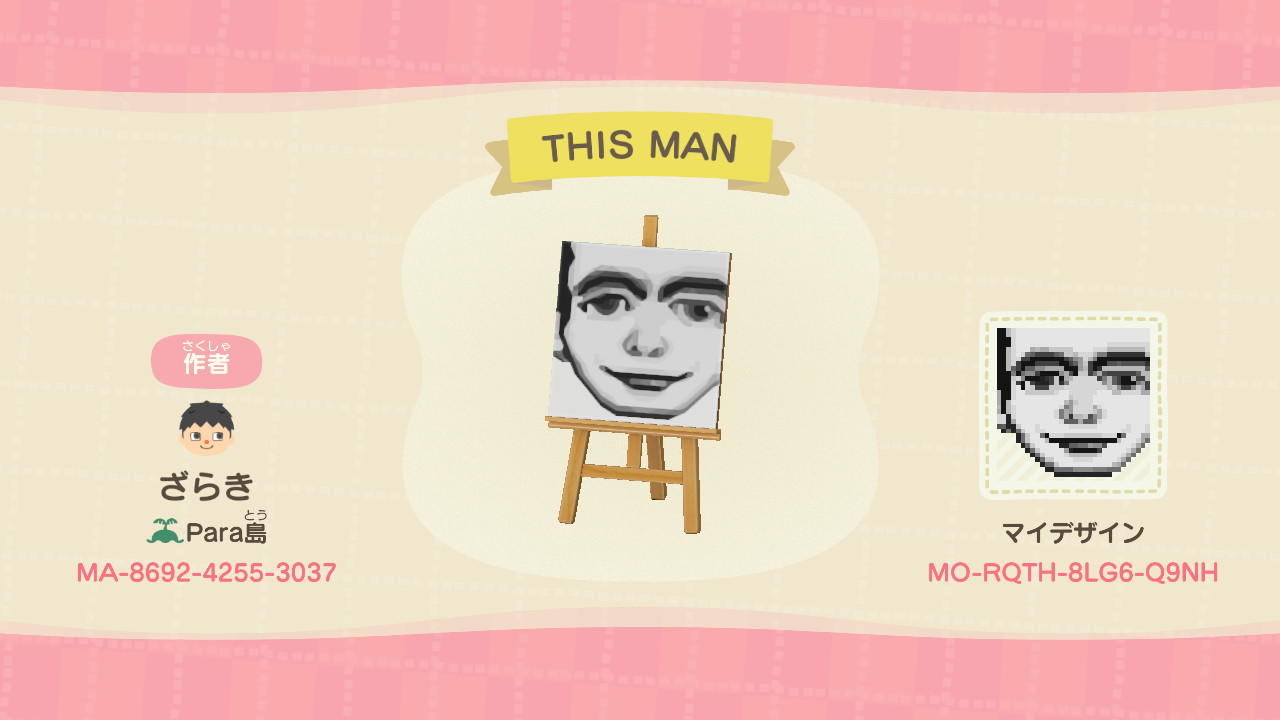 THIS MAN
さくしゃ
作者
ざらき
とう
Para島
MA-8692-4255-3037
マイデザイン
MO-RQTH-8LG6-Q9NH